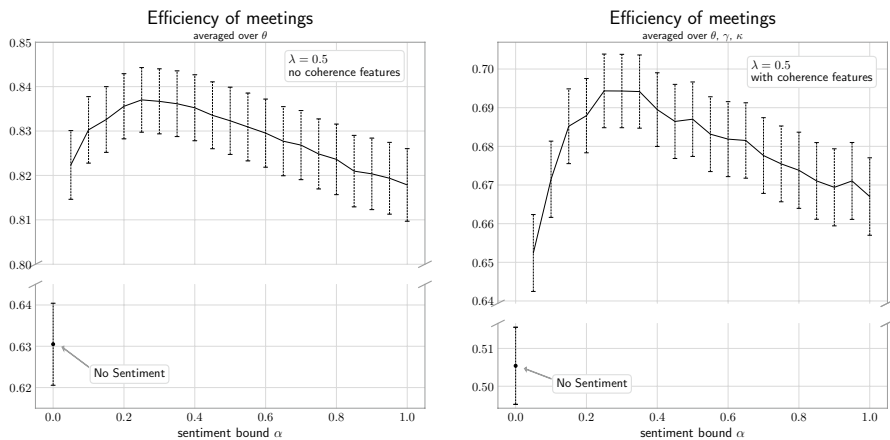 Efficiency of meetings
averaged over θ
0.85
0.84
0.83
0.82
0.81
0.80
0.64
0.63
0.62
λ = 0.5
no coherence features
No Sentiment
0.0 0.2 0.4 0.6 0.8 1.0
sentiment bound α
Efficiency of meetings
averaged over θ, γ, κ
0.70
0.69
0.68
0.67
0.66
0.65
0.64
0.51
0.50
λ = 0.5
with coherence features
No Sentiment
0.0 0.2 0.4 0.6 0.8 1.0
sentiment bound α